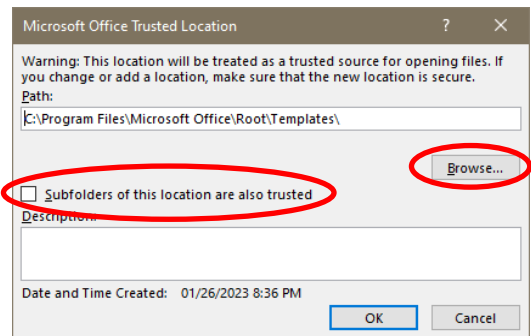 Microsoft Office Trusted Location ? ×
Warning: This location will be treated as a trusted source for opening files. If
you change or add a location, make sure that the new location is secure.
Path:
C:\Program Files\Microsoft Office\Root\Templates\
Browse...
Subfolders of this location are also trusted
Description:
Date and Time Created: 01/26/2023 8:36 PM
OK Cancel